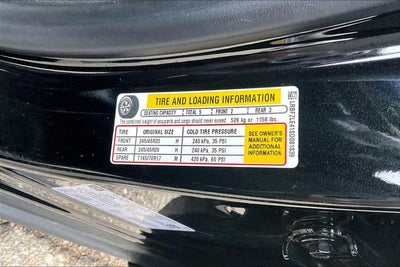 TIRE AND LOADING INFORMATION
SEATING CAPACITY TOTAL 5 FRONT 2 REAR 3
The combined weight of occupants and cargo should never exceed 526 kg or 1158 lbs.
TIRE ORIGINAL SIZE COLD TIRE PRESSURE
FRONT 245/45R20 H 240 kPa, 35 PSI
REAR 245/45R20 H 240 kPa, 35 PSI
SPARE T145/70R17 M 420 kPa, 60 PSI
SEE OWNER'S
MANUAL FOR
ADDITIONAL
INFORMATION